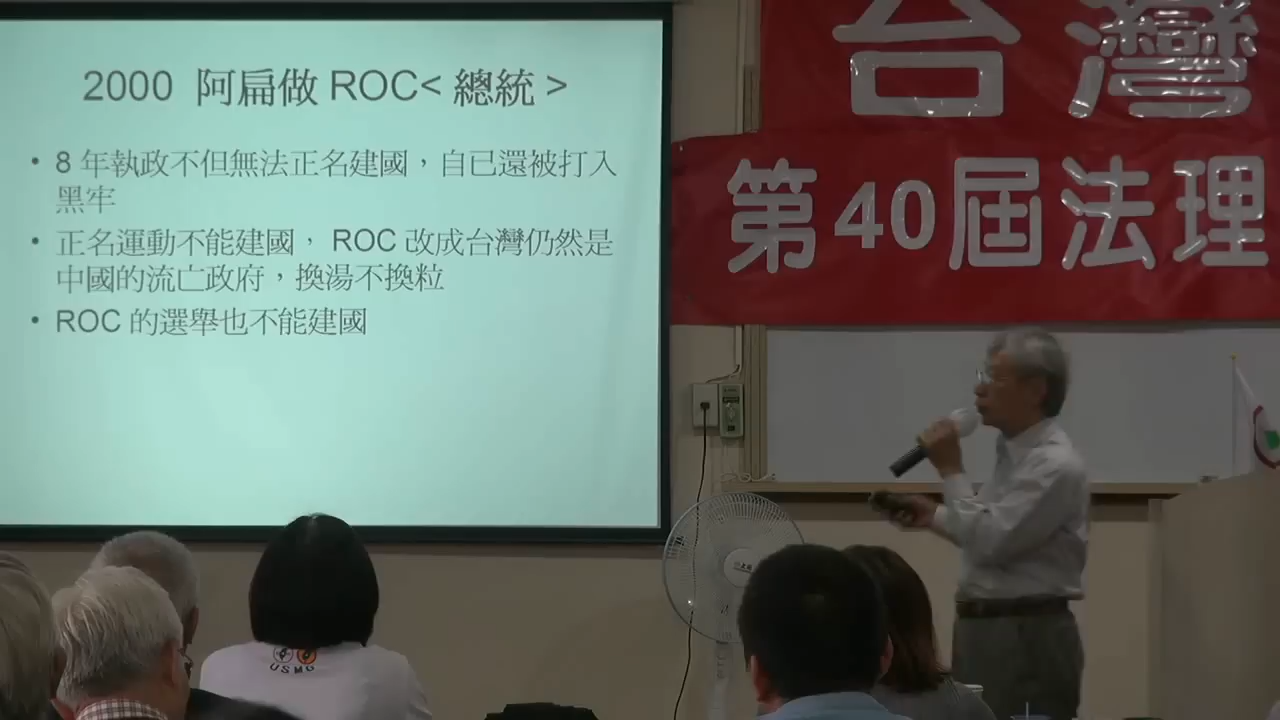 2000 阿扁做 ROC< 總統 >
• 8 年執政不但無法正名建國，自已還被打入
黑牢
• 正名運動不能建國， ROC 改成台灣仍然是
中國的流亡政府，換湯不換粒
• ROC 的選舉也不能建國
台灣
第40屆法理
USMG